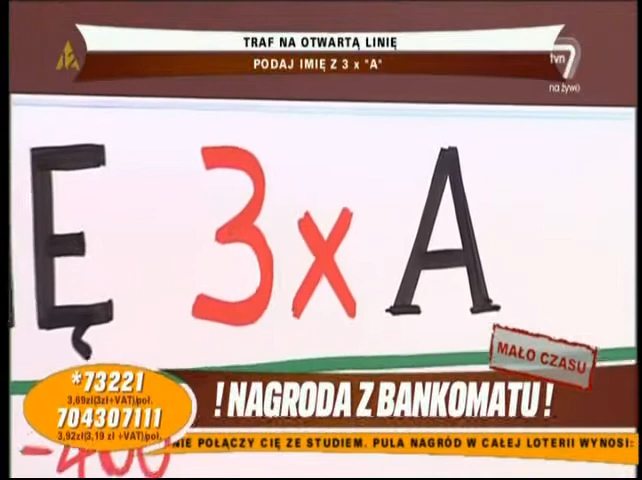 TRAF NA OTWARTĄ LINIĘ
PODAJ IMIĘ Z 3 x "A"
tvn 7
na żywo
Ę 3x A
MAŁO CZASU
*73221
3,69zł(3zł+VAT)/poł.
704307111
3,92zł(3,19 zł +VAT)/poł.
! NAGRODA Z BANKOMATU !
NIE POŁĄCZY CIĘ ZE STUDIEM. PULA NAGRÓD W CAŁEJ LOTERII WYNOSI:
-400